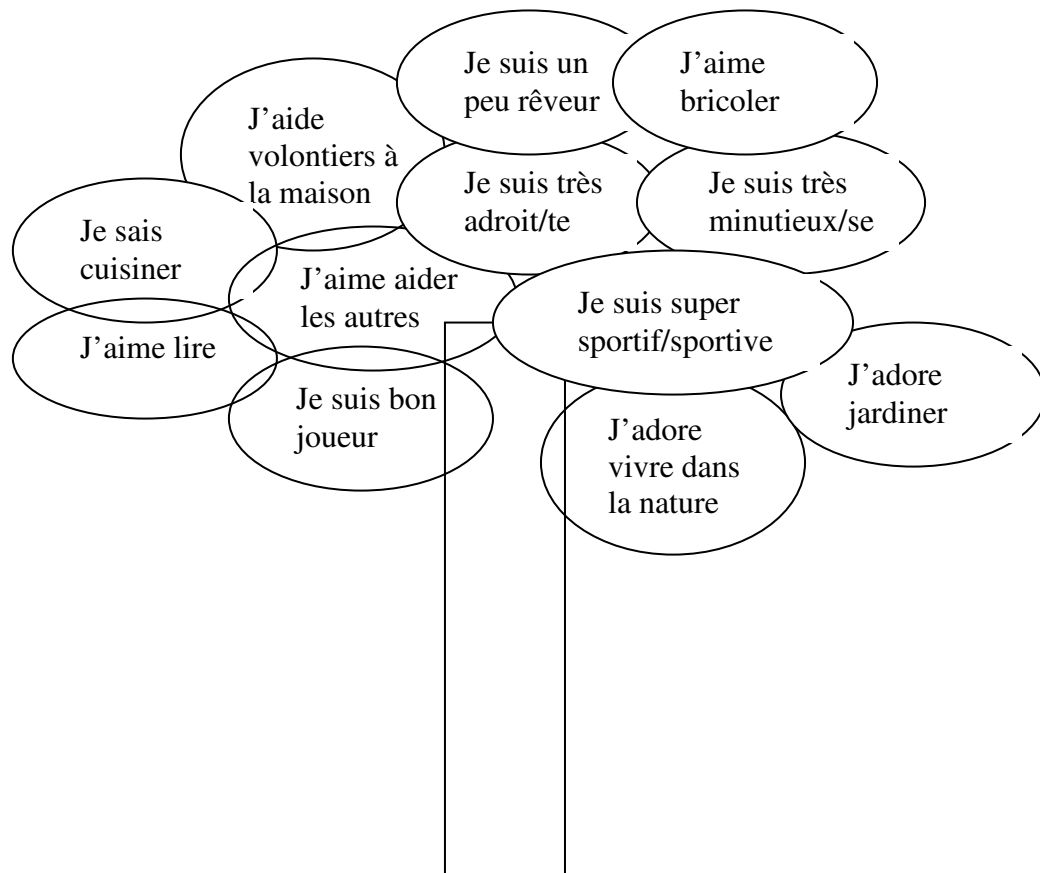 Je suis un
peu rêveur
J’aime
bricoler
J’aide
volontiers à
la maison
Je suis très
adroit/te
Je suis très
minutieux/se
Je sais
cuisiner
J’aime aider
les autres
Je suis super
sportif/sportive
J’aime lire
J’adore
jardiner
Je suis bon
joueur
J’adore
vivre dans
la nature